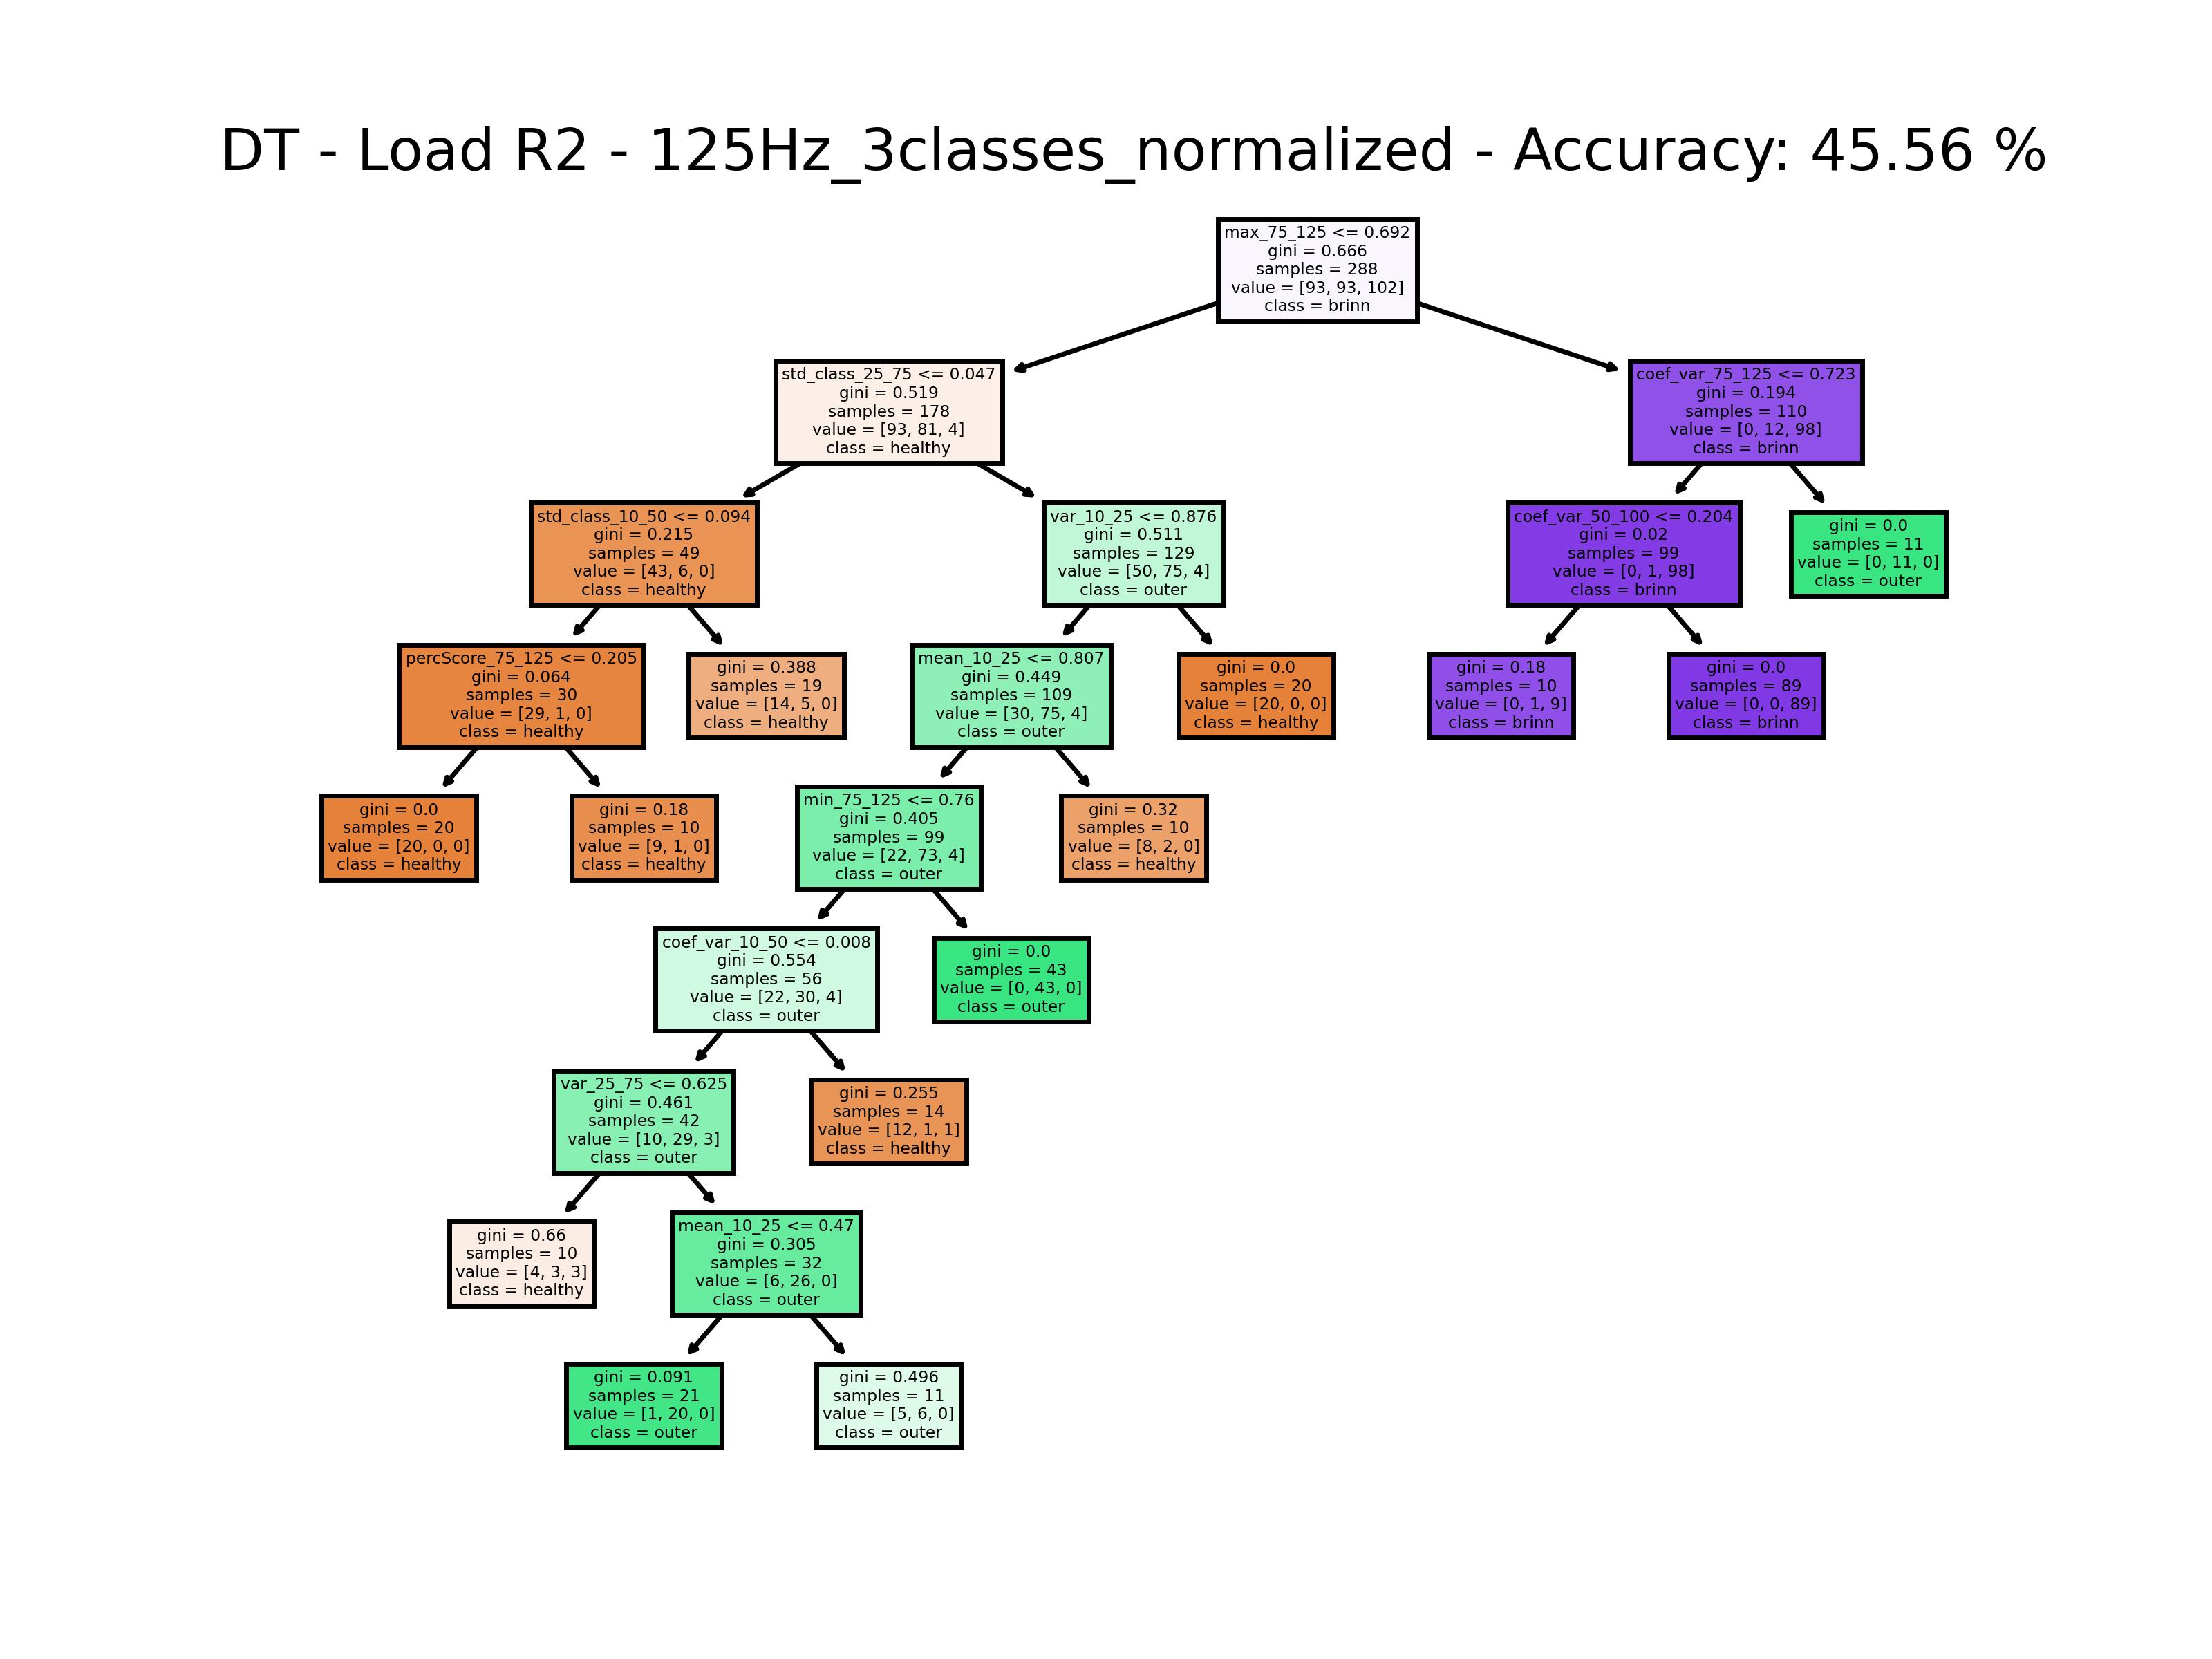 DT - Load R2 - 125Hz_3classes_normalized - Accuracy: 45.56 %
max_75_125 <= 0.692
gini = 0.666
samples = 288
value = [93, 93, 102]
class = brinn
std_class_25_75 <= 0.047
gini = 0.519
samples = 178
value = [93, 81, 4]
class = healthy
coef_var_75_125 <= 0.723
gini = 0.194
samples = 110
value = [0, 12, 98]
class = brinn
std_class_10_50 <= 0.094
gini = 0.215
samples = 49
value = [43, 6, 0]
class = healthy
var_10_25 <= 0.876
gini = 0.511
samples = 129
value = [50, 75, 4]
class = outer
coef_var_50_100 <= 0.204
gini = 0.02
samples = 99
value = [0, 1, 98]
class = brinn
gini = 0.0
samples = 11
value = [0, 11, 0]
class = outer
percScore_75_125 <= 0.205
gini = 0.064
samples = 30
value = [29, 1, 0]
class = healthy
gini = 0.388
samples = 19
value = [14, 5, 0]
class = healthy
mean_10_25 <= 0.807
gini = 0.449
samples = 109
value = [30, 75, 4]
class = outer
gini = 0.0
samples = 20
value = [20, 0, 0]
class = healthy
gini = 0.18
samples = 10
value = [0, 1, 9]
class = brinn
gini = 0.0
samples = 89
value = [0, 0, 89]
class = brinn
gini = 0.0
samples = 20
value = [20, 0, 0]
class = healthy
gini = 0.18
samples = 10
value = [9, 1, 0]
class = healthy
min_75_125 <= 0.76
gini = 0.405
samples = 99
value = [22, 73, 4]
class = outer
gini = 0.32
samples = 10
value = [8, 2, 0]
class = healthy
coef_var_10_50 <= 0.008
gini = 0.554
samples = 56
value = [22, 30, 4]
class = outer
gini = 0.0
samples = 43
value = [0, 43, 0]
class = outer
var_25_75 <= 0.625
gini = 0.461
samples = 42
value = [10, 29, 3]
class = outer
gini = 0.255
samples = 14
value = [12, 1, 1]
class = healthy
gini = 0.66
samples = 10
value = [4, 3, 3]
class = healthy
mean_10_25 <= 0.47
gini = 0.305
samples = 32
value = [6, 26, 0]
class = outer
gini = 0.091
samples = 21
value = [1, 20, 0]
class = outer
gini = 0.496
samples = 11
value = [5, 6, 0]
class = outer